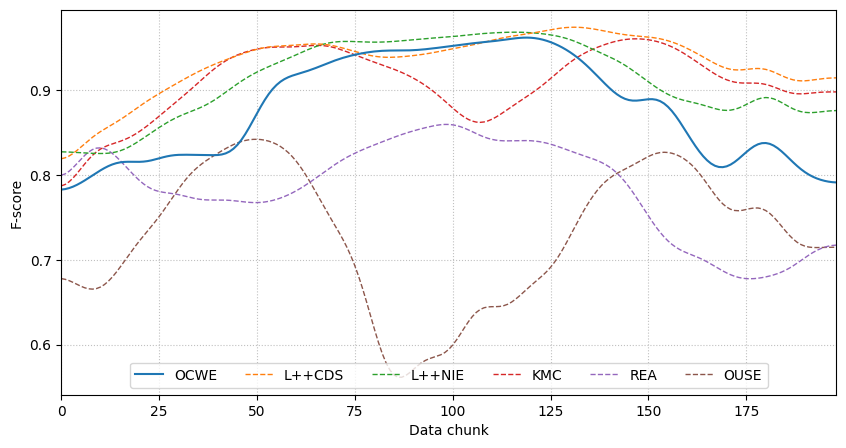 F-score
0.9
0.8
0.7
0.6
OCWE L++CDS L++NIE KMC REA OUSE
0 25 50 75 100 125 150 175
Data chunk